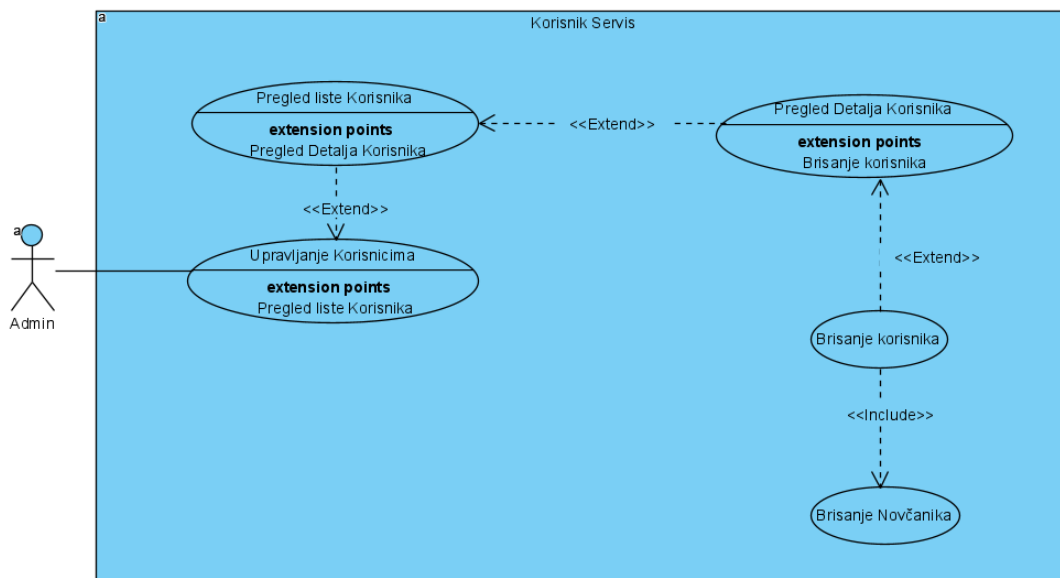 a
Korisnik Servis
Pregled liste Korisnika
extension points
Pregled Detalja Korisnika
<<Extend>>
Pregled Detalja Korisnika
extension points
Brisanje korisnika
<<Extend>>
a
Admin
Upravljanje Korisnicima
extension points
Pregled liste Korisnika
<<Extend>>
Brisanje korisnika
<<Include>>
Brisanje Novčanika